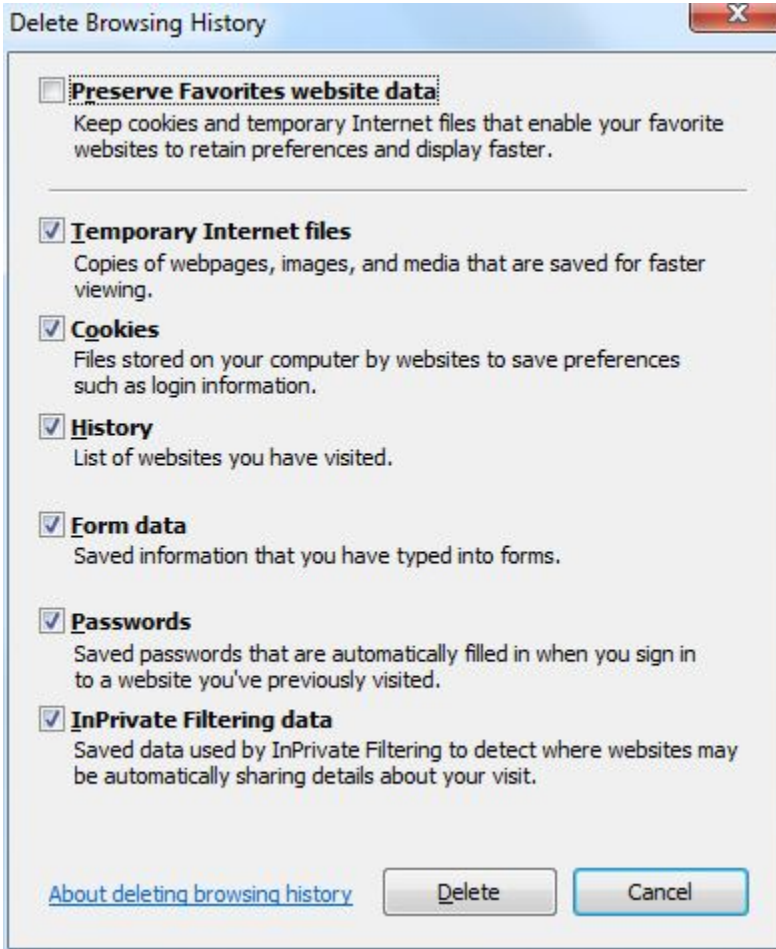 Delete Browsing History
Preserve Favorites website data
Keep cookies and temporary Internet files that enable your favorite
websites to retain preferences and display faster.
Temporary Internet files
Copies of webpages, images, and media that are saved for faster
viewing.
Cookies
Files stored on your computer by websites to save preferences
such as login information.
History
List of websites you have visited.
Form data
Saved information that you have typed into forms.
Passwords
Saved passwords that are automatically filled in when you sign in
to a website you've previously visited.
InPrivate Filtering data
Saved data used by InPrivate Filtering to detect where websites may
be automatically sharing details about your visit.
About deleting browsing history
Delete
Cancel